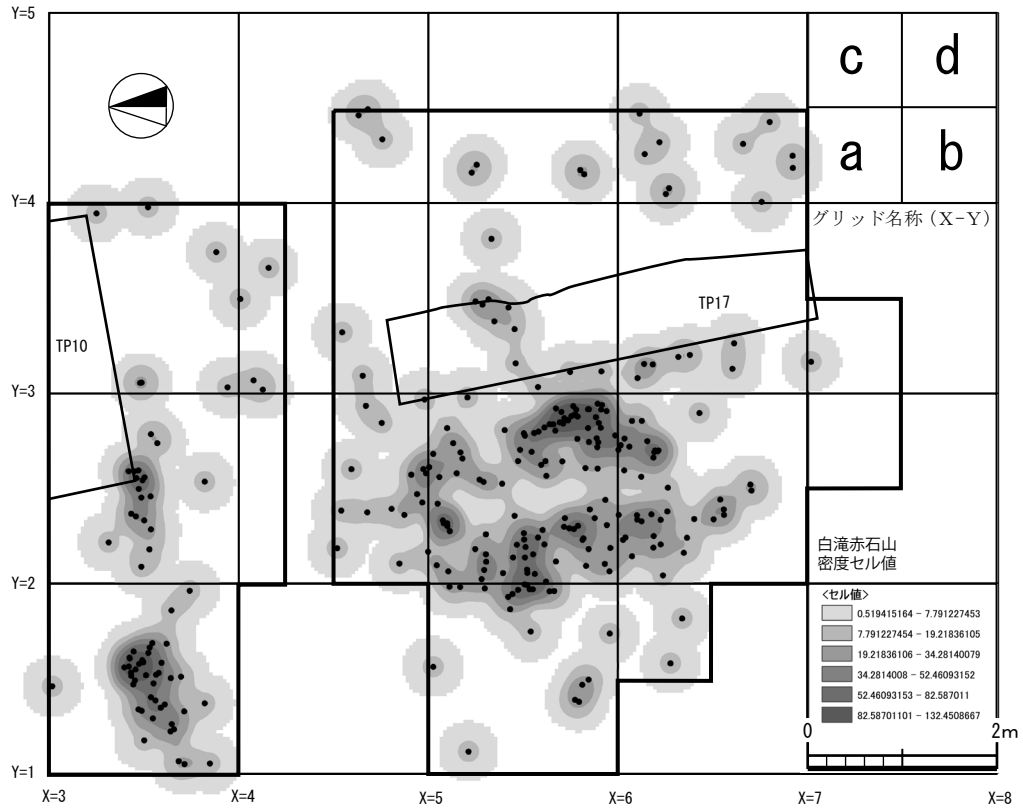 Y=5
c
d
a
b
Y=4
グリッド名称（X-Y）
TP17
TP10
Y=3
白滝赤石山
密度セル値
Y=2
<セル値>
0.519415164 - 7.791227453
7.791227454 - 19.21836105
19.21836106 - 34.28140079
34.2814008 - 52.46093152
52.46093153 - 82.587011
82.58701101 - 132.4508667
0
2m
Y=1
X=3
X=4
X=5
X=6
X=7
X=8